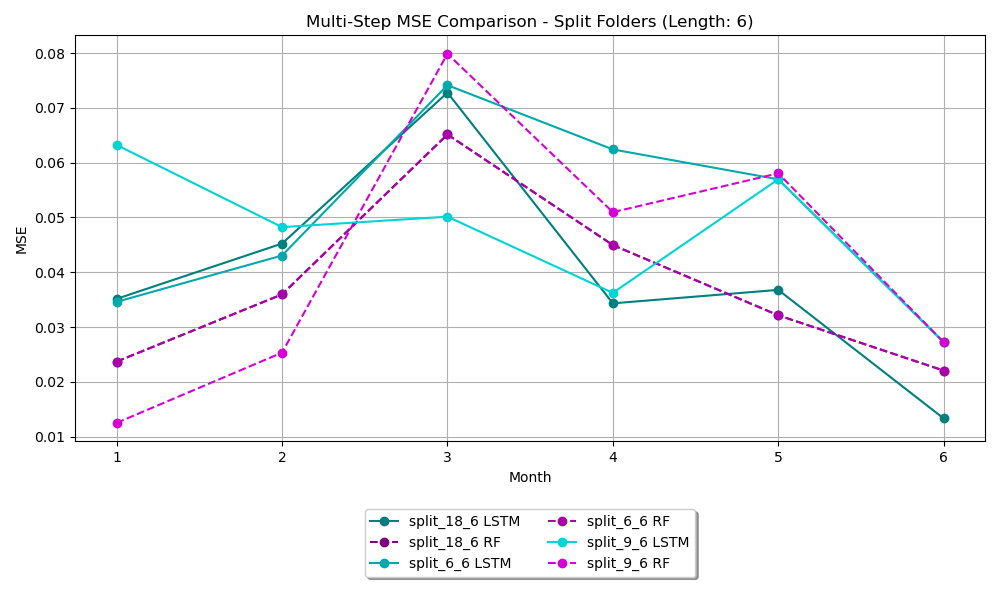 Multi-Step MSE Comparison - Split Folders (Length: 6)
0.08
0.07
0.06
0.05
0.04
0.03
0.02
0.01
MSE
1 2 3 4 5 6
Month
split_18_6 LSTM
split_18_6 RF
split_6_6 LSTM
split_6_6 RF
split_9_6 LSTM
split_9_6 RF